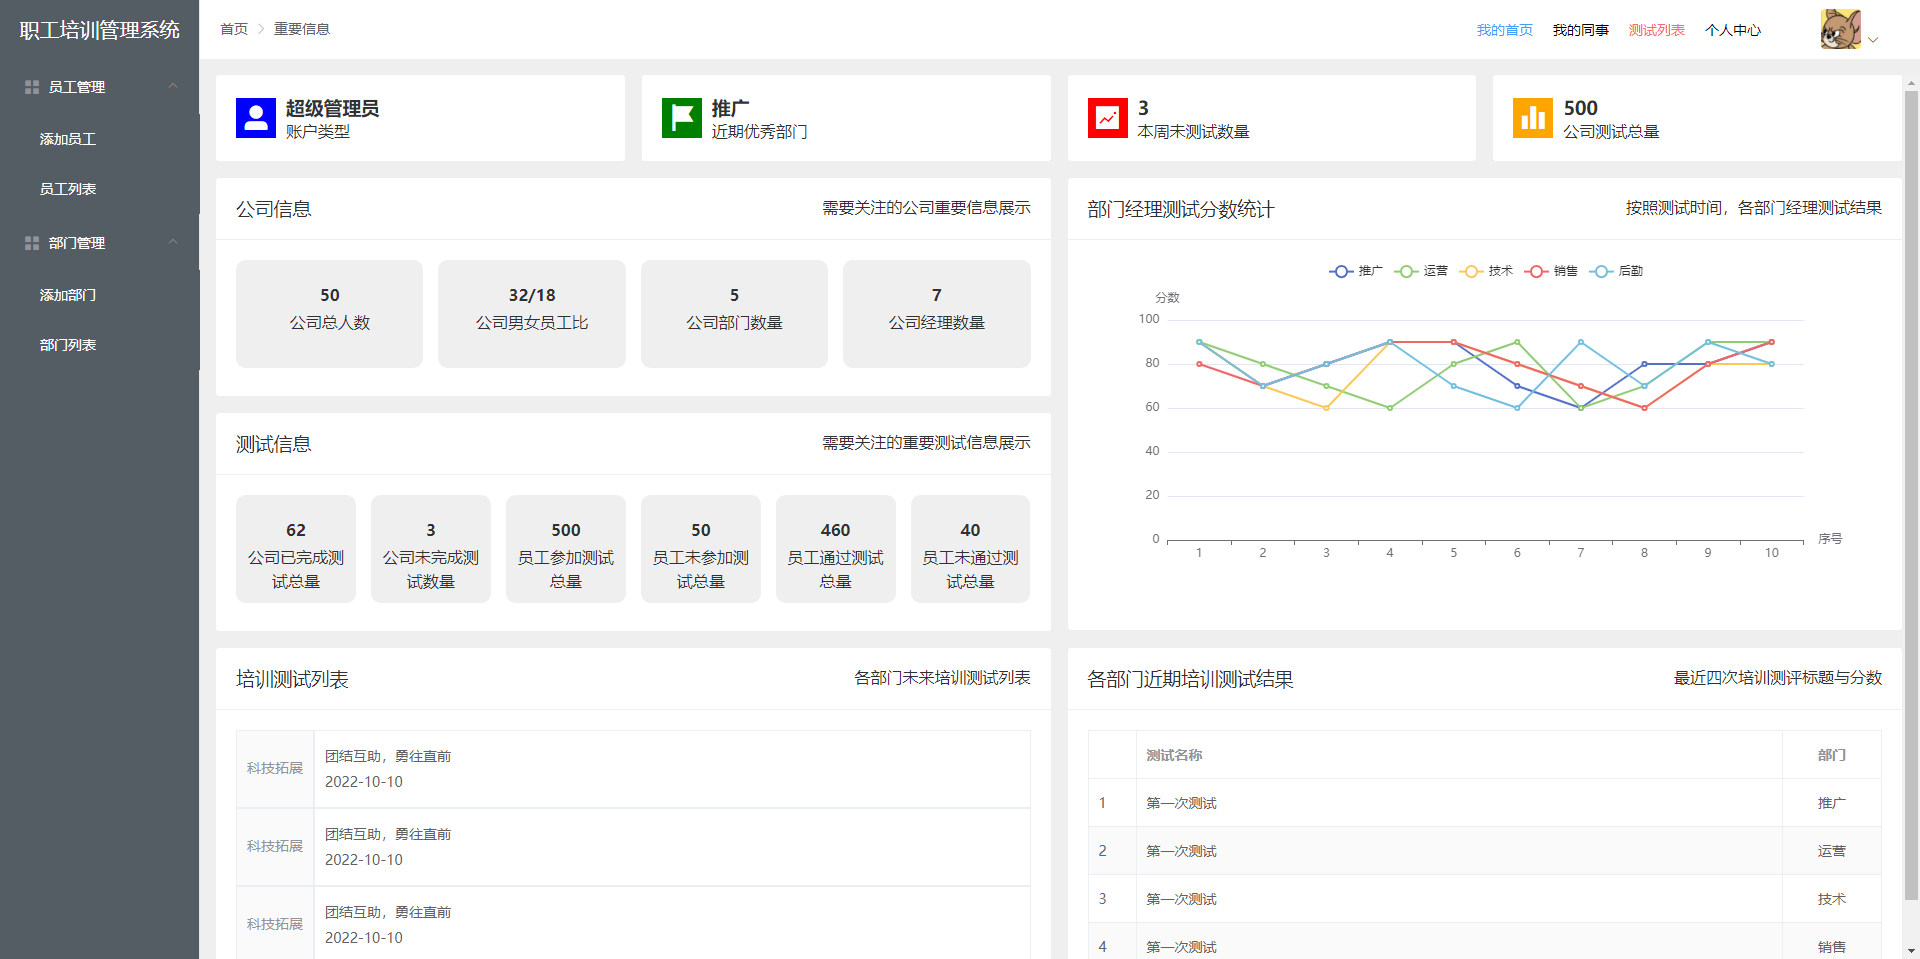 职工培训管理系统
首页
重要信息
我的首页
我的同事
测试列表
个人中心
员工管理
添加员工
员工列表
部门管理
添加部门
部门列表
超级管理员
账户类型
推广
近期优秀部门
3
本周未测试数量
500
公司测试总量
公司信息
需要关注的公司重要信息展示
50
公司总人数
32/18
公司男女员工比
5
公司部门数量
7
公司经理数量
测试信息
需要关注的重要测试信息展示
62
公司已完成测
试总量
3
公司未完成测
试数量
500
员工参加测试
总量
50
员工未参加测
试总量
460
员工通过测试
总量
40
员工未通过测
试总量
部门经理测试分数统计
按照测试时间，各部门经理测试结果
推广
运营
技术
销售
后勤
分数
100
80
60
40
20
0
1
2
3
4
5
6
7
8
9
10
序号
培训测试列表
各部门未来培训测试列表
科技拓展
团结互助，勇往直前
2022-10-10
科技拓展
团结互助，勇往直前
2022-10-10
科技拓展
团结互助，勇往直前
2022-10-10
各部门近期培训测试结果
最近四次培训测评标题与分数
测试名称
部门
1
第一次测试
推广
2
第一次测试
运营
3
第一次测试
技术
4
第一次测试
销售